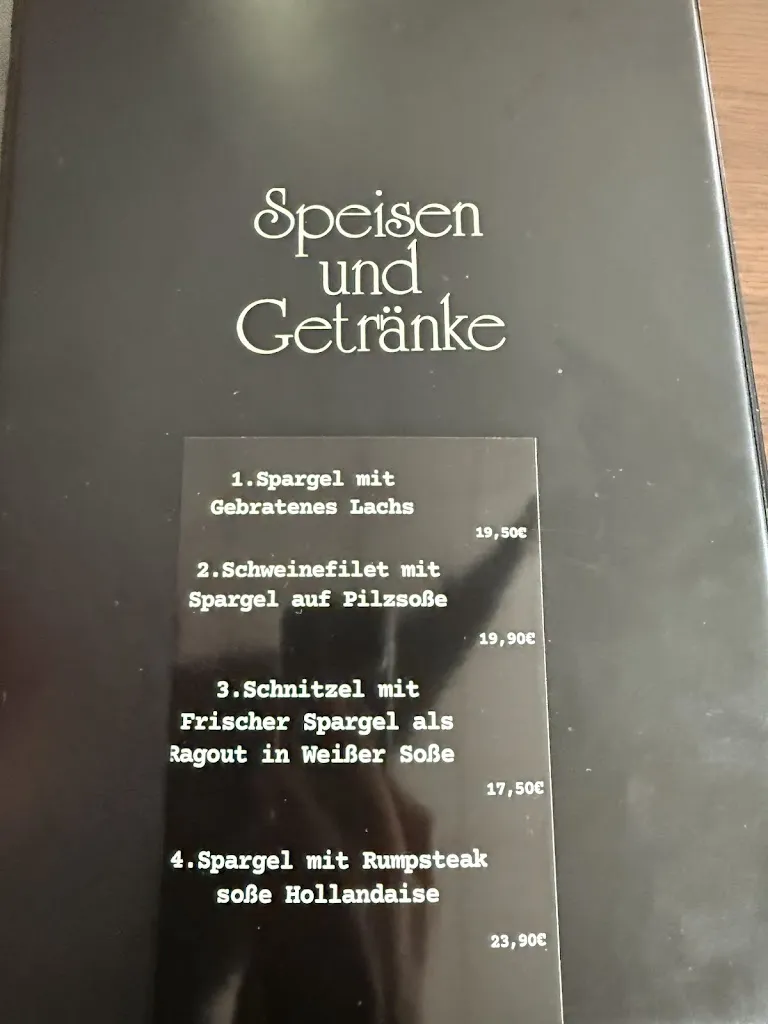 Speisen
und
Getränke
1.Spargel mit
Gebratenes Lachs
19,50€
2.Schweinefilet mit
Spargel auf Pilzsoße
19,90€
3.Schnitzel mit
Frischer Spargel als
Ragout in Weißer Soße
17,50€
4.Spargel mit Rumpsteak
soße Hollandaise
23,90€